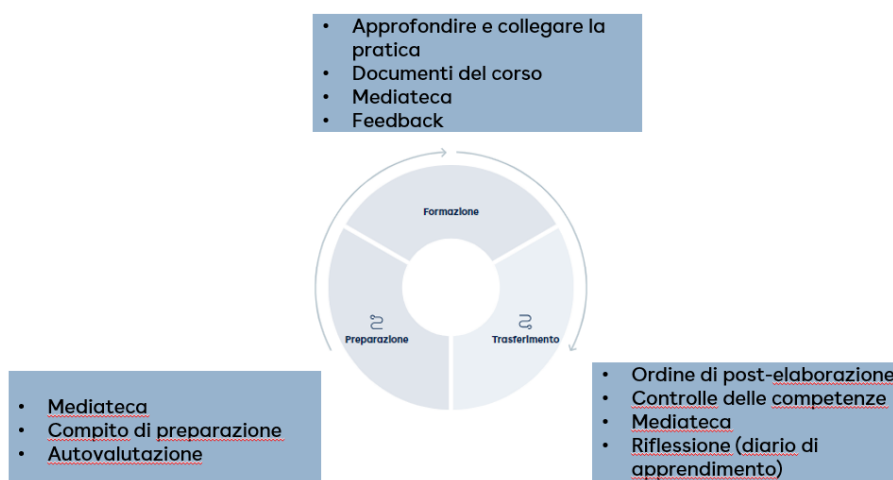 • Approfondire e collegare la
pratica
• Documenti del corso
• Mediateca
• Feedback
Formazione
Preparazione
Trasferimento
• Mediateca
• Compito di preparazione
• Autovalutazione
• Ordine di post-elaborazione
• Controlle delle competenze
• Mediateca
• Riflessione (diario di
apprendimento)